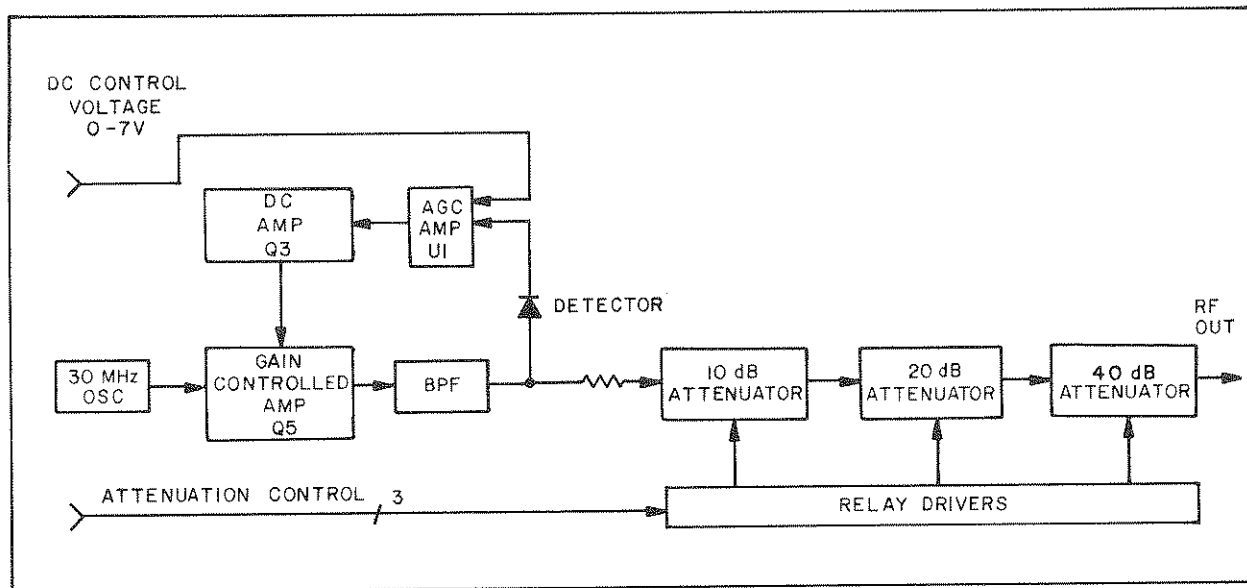 DC CONTROL
VOLTAGE
0-7V
DC
AMP
Q3
AGC
AMP
U1
DETECTOR
RF
OUT
30 MHz
OSC
GAIN
CONTROLLED
AMP
Q5
BPF
10 dB
ATTENUATOR
20 dB
ATTENUATOR
40 dB
ATTENUATOR
ATTENUATION CONTROL 3
RELAY DRIVERS